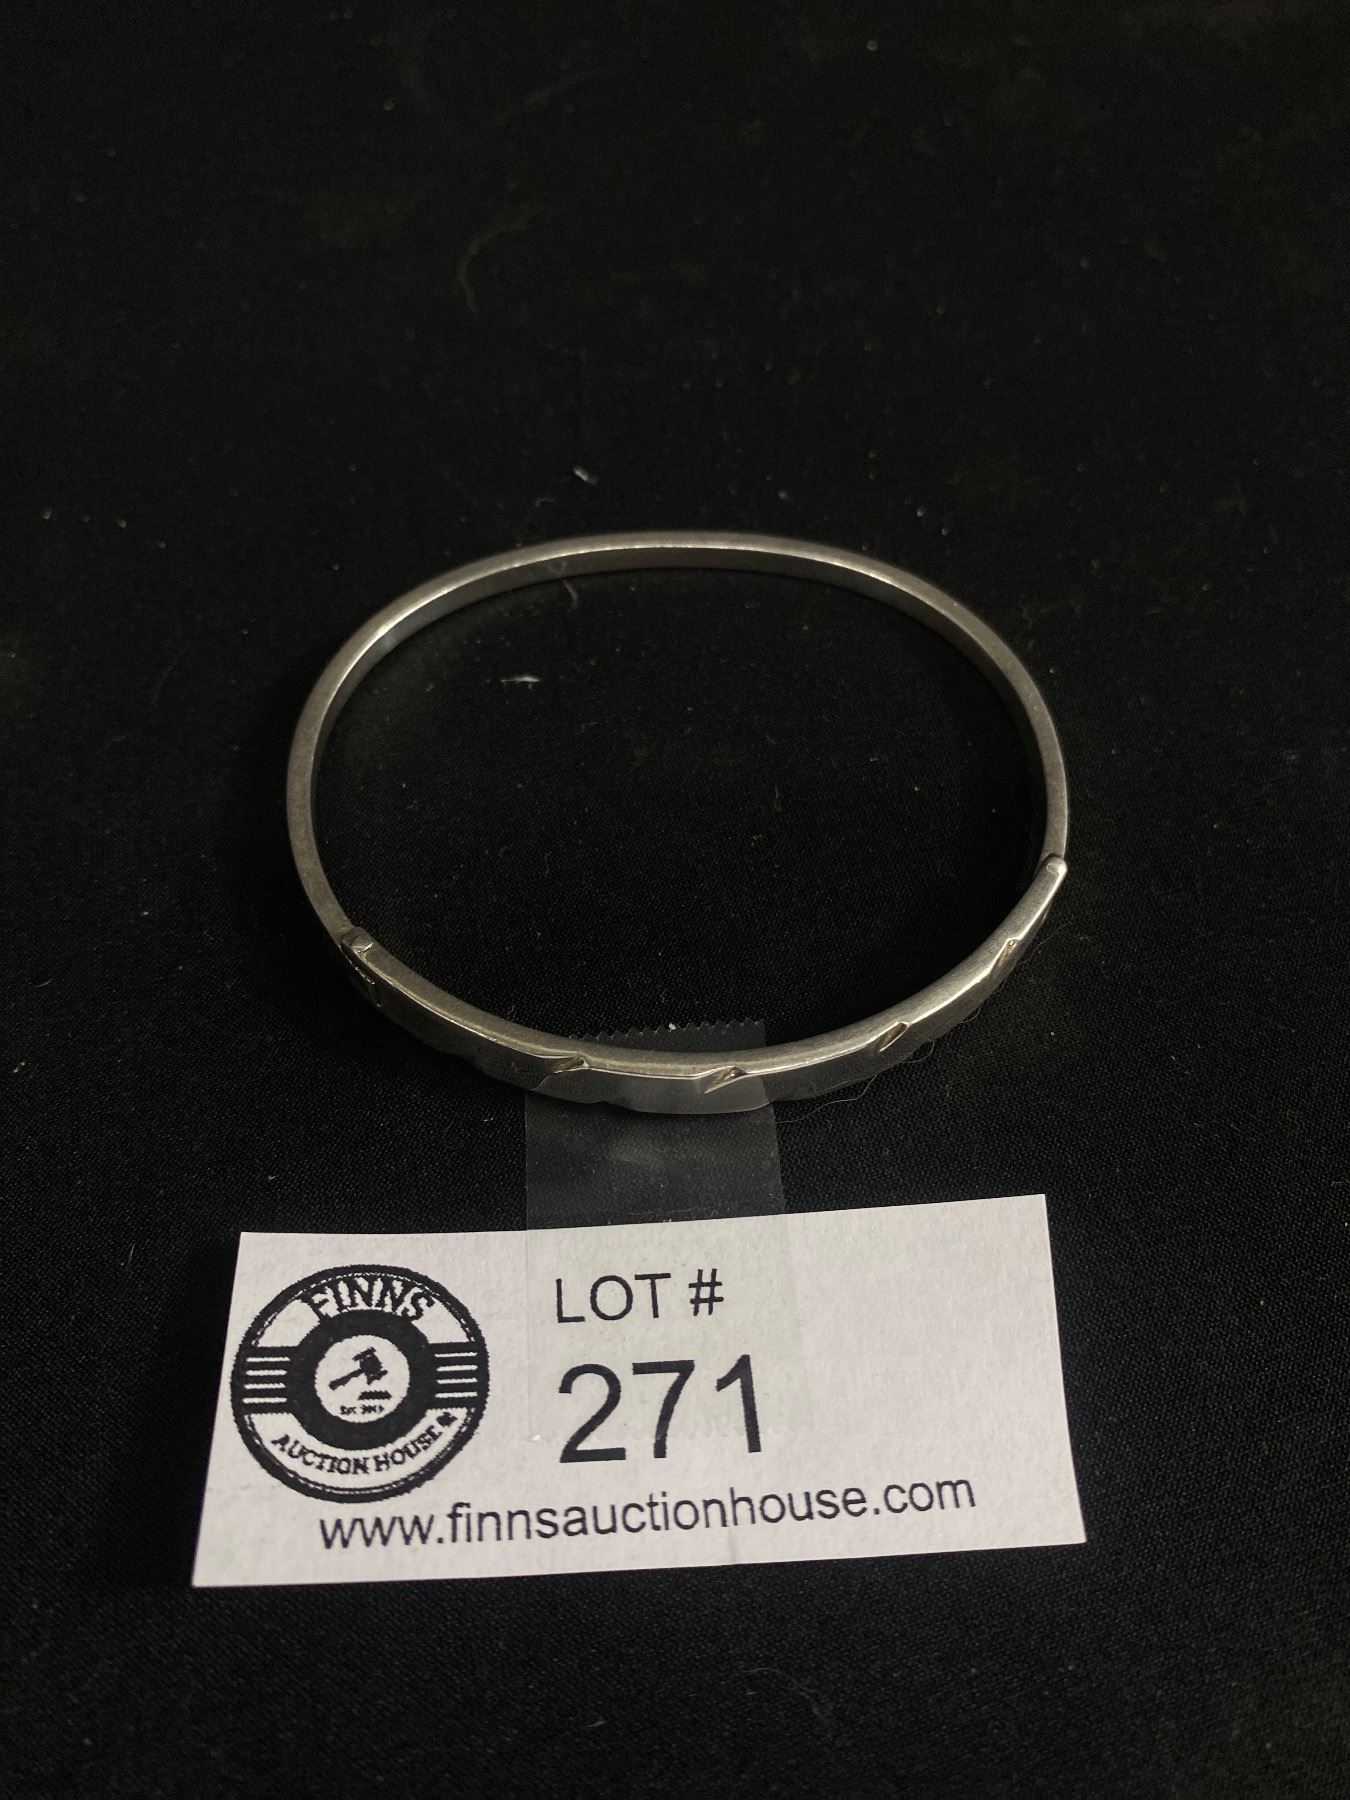 FINNS
AUCTION HOUSE
LOT #
271
www.finnsauctionhouse.com